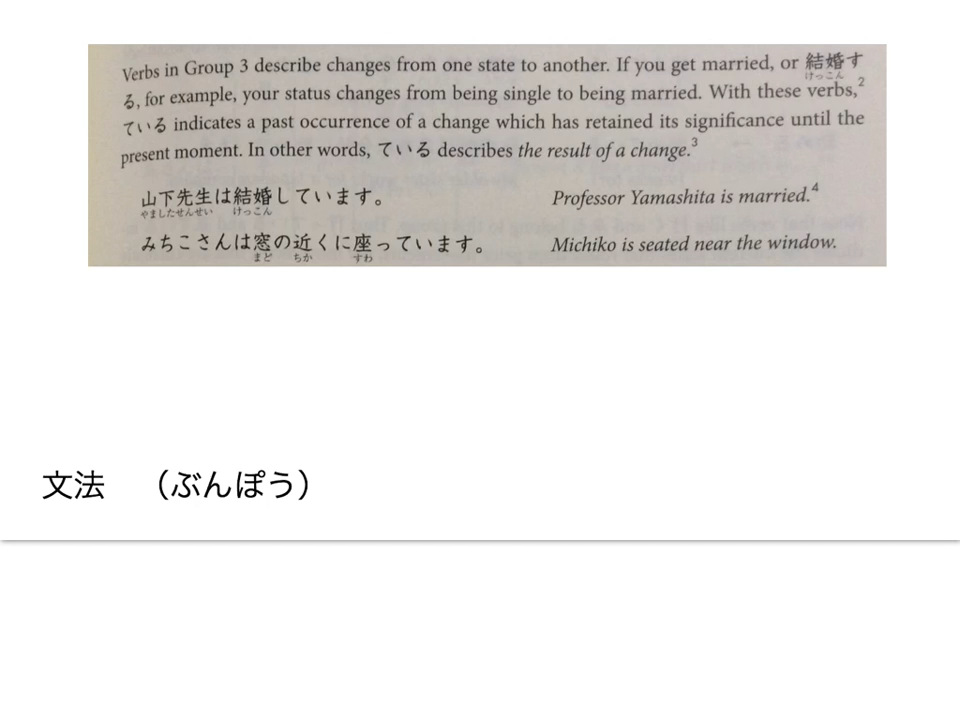 Verbs in Group 3 describe changes from one state to another. If you get married, or 結婚す
けっこん
る, for example, your status changes from being single to being married. With these verbs,2
ている indicates a past occurrence of a change which has retained its significance until the
present moment. In other words, ている describes the result of a change.3
山下先生は結婚しています。 Professor Yamashita is married.4
やましたせんせい けっこん
みちこさんは窓の近くに座っています。 Michiko is seated near the window.
まど ちか すわ
文法 （ぶんぽう）